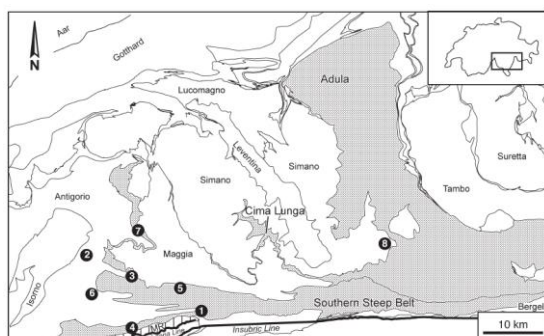 Aar
Gotthard
N
Adula
Lucomagno
Leventina
Simano
Simano
Suretta
Tambo
Antigorio
Cima Lunga
7
8
Maggia
2
3
Isorno
5
6
1
Southern Steep Belt
Bergell
4
IMRI
Insubric Line
10 km